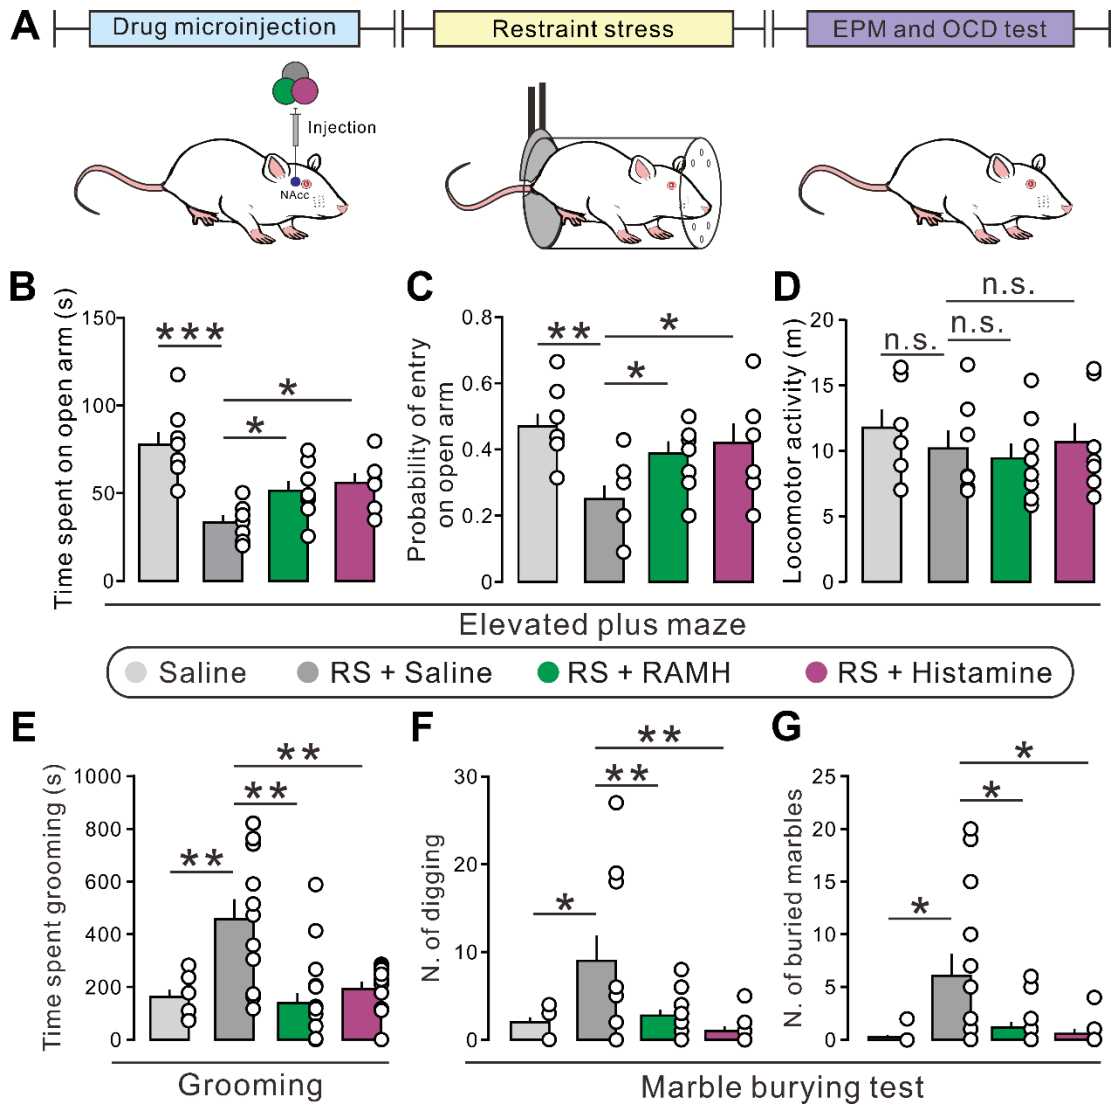 A
Drug microinjection
Restraint stress
EPM and OCD test
Injection
NAcc
B
Time spent on open arm (s)
150
100
50
0
***
*
*
C
Probability of entry
on open arm
0.8
0.6
0.4
0.2
0
**
*
*
D
Locomotor activity (m)
20
15
10
5
0
n.s.
n.s.
n.s.
Elevated plus maze
Saline
RS + Saline
RS + RAMH
RS + Histamine
E
Time spent grooming (s)
1000
800
600
400
200
0
**
**
**
Grooming
F
N. of digging
30
20
10
0
**
**
*
G
N. of buried marbles
25
20
15
10
5
0
*
*
*
Marble burying test